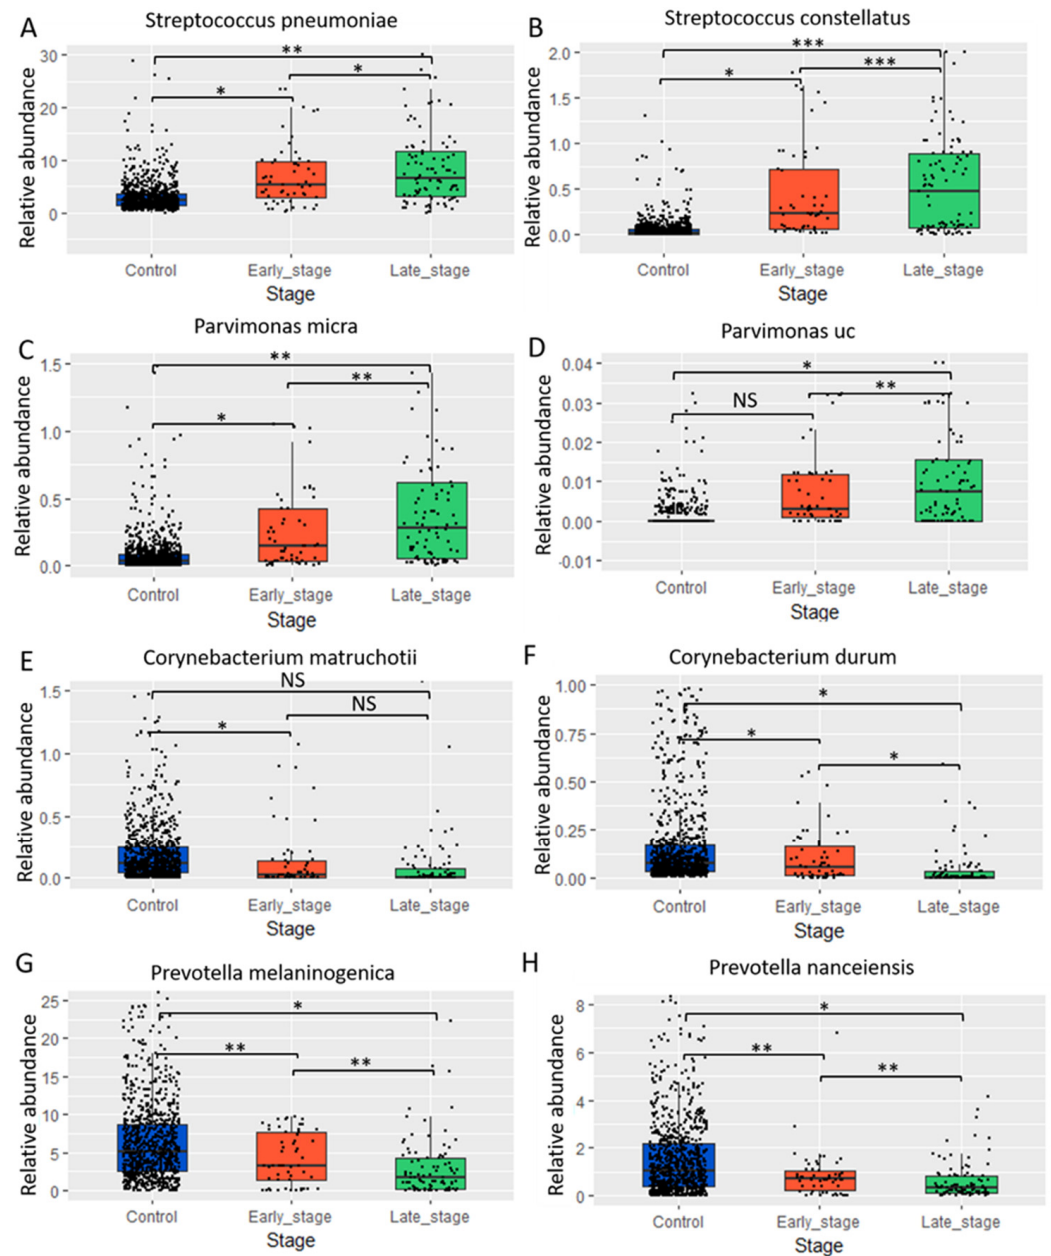 A
Streptococcus pneumoniae
Relative abundance
30
20
10
0
**
*
*
Control
Early_stage
Late_stage
Stage
B
Streptococcus constellatus
Relative abundance
2.0
1.5
1.0
0.5
0.0
***
***
*
Control
Early_stage
Late_stage
Stage
C
Parvimonas micra
Relative abundance
1.5
1.0
0.5
0.0
**
**
*
Control
Early_stage
Late_stage
Stage
D
Parvimonas uc
Relative abundance
0.04
0.03
0.02
0.01
0.00
-0.01
*
**
NS
Control
Early_stage
Late_stage
Stage
E
Corynebacterium matruchotii
Relative abundance
1.5
1.0
0.5
0.0
NS
NS
*
Control
Early_stage
Late_stage
Stage
F
Corynebacterium durum
Relative abundance
1.00
0.75
0.50
0.25
0.00
*
*
*
Control
Early_stage
Late_stage
Stage
G
Prevotella melaninogenica
Relative abundance
25
20
15
10
5
0
*
**
**
Control
Early_stage
Late_stage
Stage
H
Prevotella nanceiensis
Relative abundance
8
6
4
2
0
*
**
**
Control
Early_stage
Late_stage
Stage